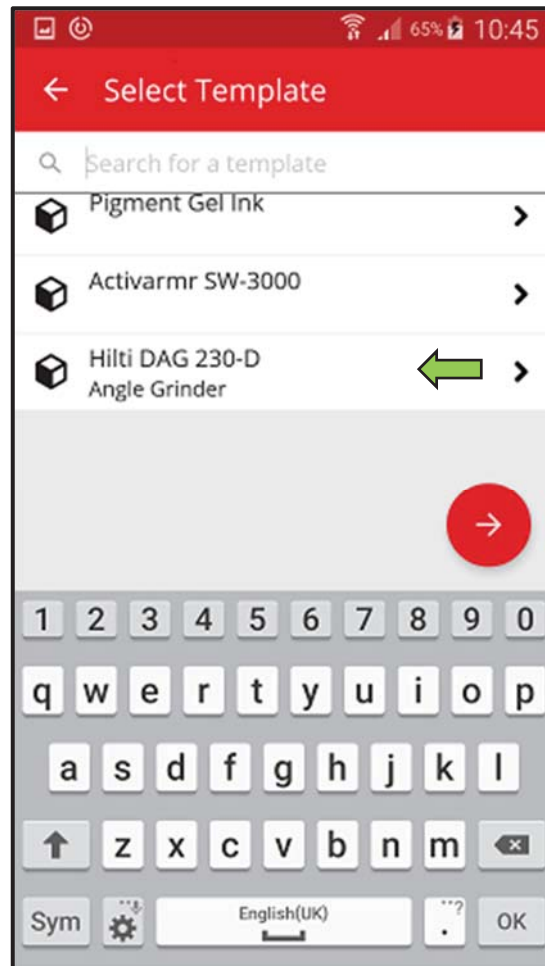 65% 10:45
Select Template
Search for a template
Pigment Gel Ink
Activarmr SW-3000
Hilti DAG 230-D
Angle Grinder
1 2 3 4 5 6 7 8 9 0
q w e r t y u i o p
a s d f g h j k l
z x c v b n m
Sym English(UK) . ...? OK